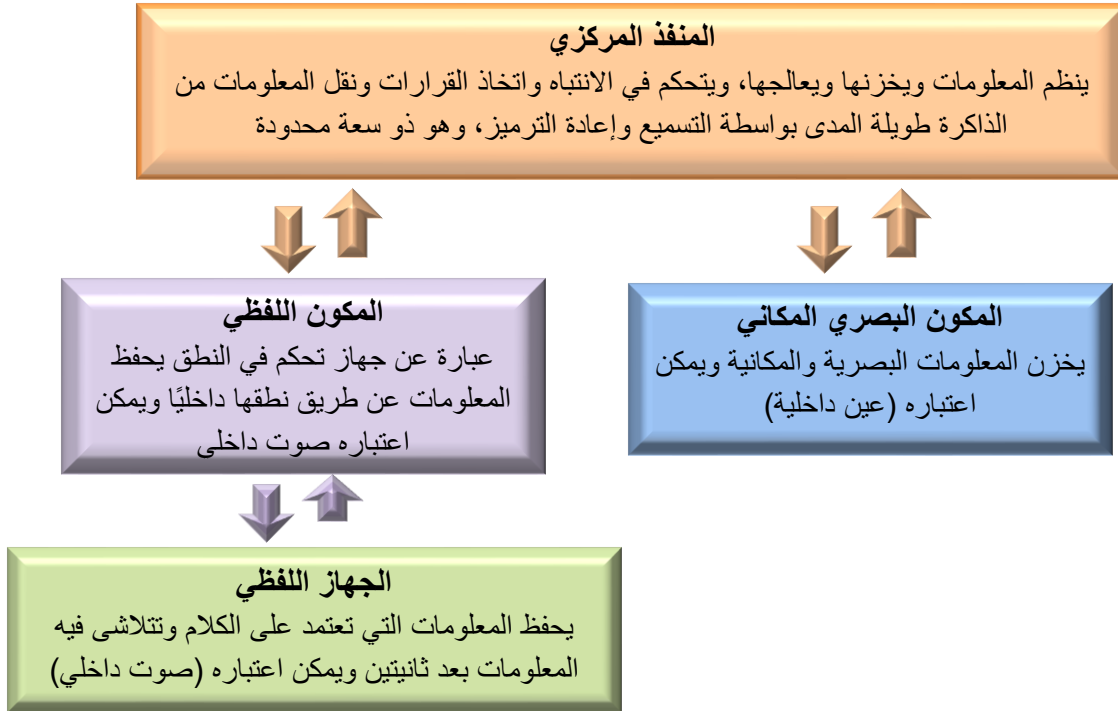 المنفذ المركزي
ينظم المعلومات ويخزنها ويعالجها، ويتحكم في الانتباه واتخاذ القرارات ونقل المعلومات من
الذاكرة طويلة المدى بواسطة التسميع وإعادة الترميز، وهو ذو سعة محدودة
المكون البصري المكاني
يخزن المعلومات البصرية والمكانية ويمكن
اعتباره (عين داخلية)
المكون اللفظي
عبارة عن جهاز تحكم في النطق يحفظ
المعلومات عن طريق نطقها داخليًا ويمكن
اعتباره صوت داخلى
الجهاز اللفظي
يحفظ المعلومات التي تعتمد على الكلام وتتلاشى فيه
المعلومات بعد ثانيتين ويمكن اعتباره (صوت داخلي)